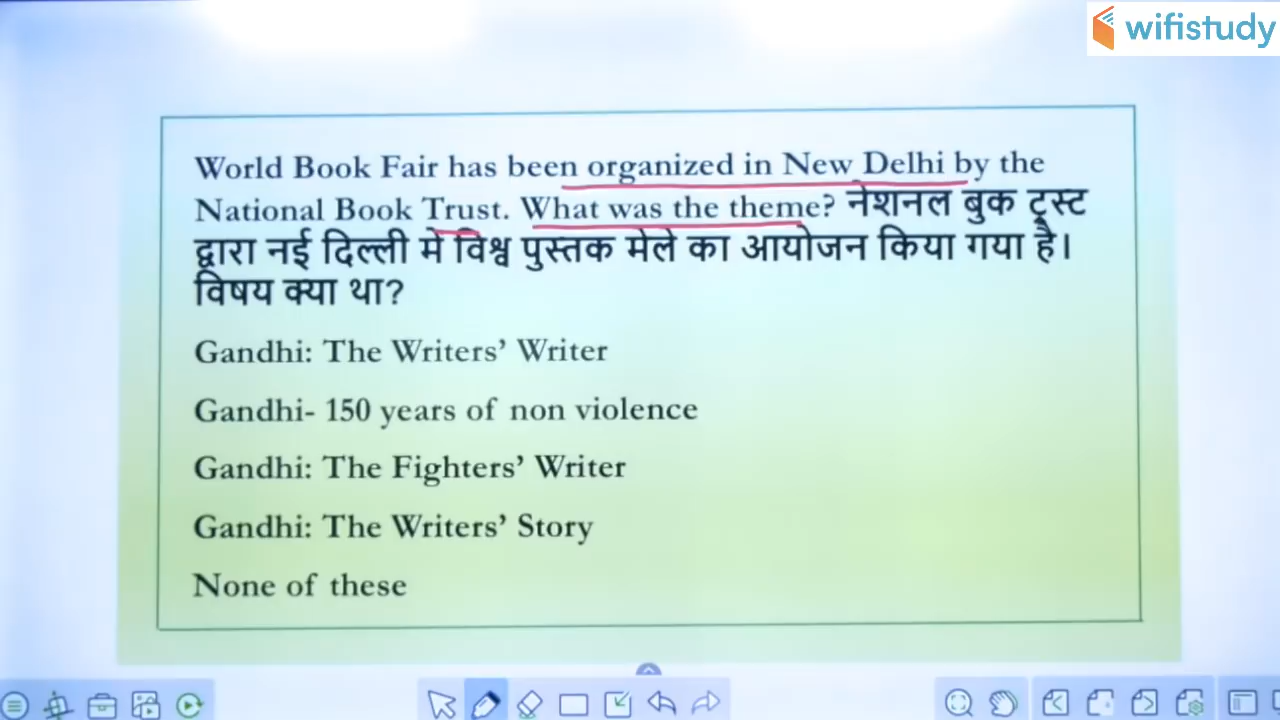 wifistudy
World Book Fair has been organized in New Delhi by the
National Book Trust. What was the theme? नेशनल बुक ट्रस्ट
द्वारा नई दिल्ली में विश्व पुस्तक मेले का आयोजन किया गया है।
विषय क्या था?
Gandhi: The Writers’ Writer
Gandhi- 150 years of non violence
Gandhi: The Fighters’ Writer
Gandhi: The Writers’ Story
None of these